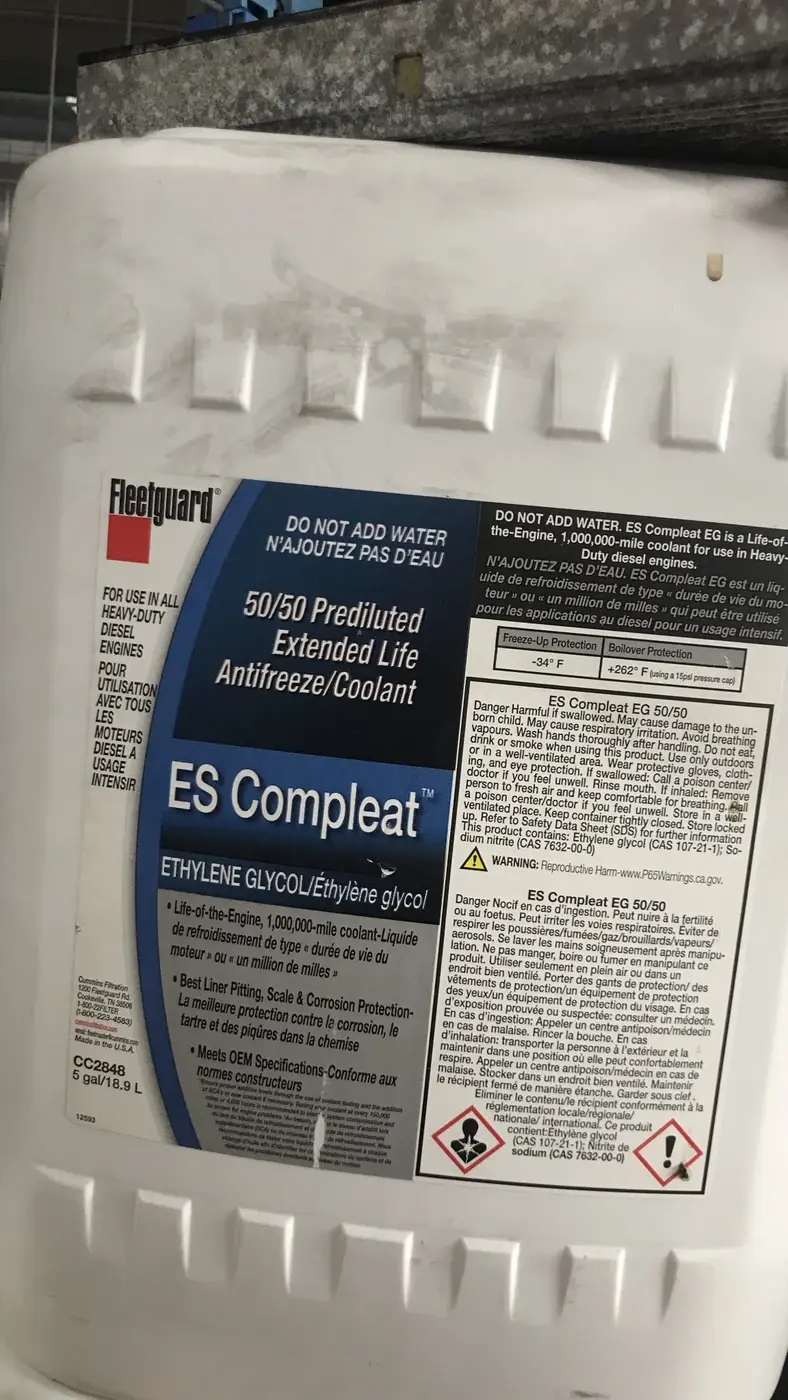 Fleetguard®
FOR USE IN ALL
HEAVY-DUTY
DIESEL
ENGINES
POUR
UTILISATION
AVEC TOUS
LES
MOTEURS
DIESEL A
USAGE
INTENSIF
Cummins Filtration
1200 Fleetguard Rd.
Cookeville, TN 38506
1-800-22FILTER
(1-800-223-4583)
Made in the U.S.A.
CC2848
5 gal/18.9 L
12593
DO NOT ADD WATER
N'AJOUTEZ PAS D'EAU
50/50 Prediluted
Extended Life
Antifreeze/Coolant
ES Compleat™
ETHYLENE GLYCOL/Éthylène glycol
• Life-of-the-Engine, 1,000,000-mile coolant-Liquide
de refroidissement de type « durée de vie du
moteur » ou « un million de milles »
• Best Liner Pitting, Scale & Corrosion Protection-
La meilleure protection contre la corrosion, le
tartre et des piqûres dans la chemise
• Meets OEM Specifications-Conforme aux
normes constructeurs
DO NOT ADD WATER. ES Compleat EG is a Life-of-
the-Engine, 1,000,000-mile coolant for use in Heavy-
Duty diesel engines.
N'AJOUTEZ PAS D'EAU. ES Compleat EG est un liq-
uide de refroidissement de type « durée de vie du mo-
teur » ou « un million de milles » qui peut être utilisé
pour les applications au diesel pour un usage intensif.
Freeze-Up Protection Boilover Protection
-34° F +262° F (using a 15psi pressure cap)
ES Compleat EG 50/50
Danger Harmful if swallowed. May cause damage to the un-
born child. May cause respiratory irritation. Avoid breathing
vapours. Wash hands thoroughly after handling. Do not eat,
drink or smoke when using this product. Use only outdoors
or in a well-ventilated area. Wear protective gloves, cloth-
ing, and eye protection. If swallowed: Call a poison center/
doctor if you feel unwell. Rinse mouth. If inhaled: Remove
person to fresh air and keep comfortable for breathing. Call
a poison center/doctor if you feel unwell. Store in a well-
ventilated place. Keep container tightly closed. Store locked
up. Refer to Safety Data Sheet (SDS) for further information
This product contains: Ethylene glycol (CAS 107-21-1); So-
dium nitrite (CAS 7632-00-0)
WARNING: Reproductive Harm-www.P65Warnings.ca.gov.
ES Compleat EG 50/50
Danger Nocif en cas d'ingestion. Peut nuire à la fertilité
ou au foetus. Peut irriter les voies respiratoires. Eviter de
respirer les poussières/fumées/gaz/brouillards/vapeurs/
aerosols. Se laver les mains soigneusement après manipu-
lation. Ne pas manger, boire ou fumer en manipulant ce
produit. Utiliser seulement en plein air ou dans un
endroit bien ventilé. Porter des gants de protection/ des
vêtements de protection/un équipement de protection
des yeux/un équipement de protection du visage. En cas
d'exposition prouvée ou suspectée: consulter un médecin.
En cas d'ingestion: Appeler un centre antipoison/médecin
en cas de malaise. Rincer la bouche. En cas
d'inhalation: transporter la personne à l'extérieur et la
maintenir dans une position où elle peut confortablement
respire. Appeler un centre antipoison/médecin en cas de
malaise. Stocker dans un endroit bien ventilé. Maintenir
le récipient fermé de manière étanche. Garder sous clef.
Eliminer le contenu/le récipient conformément à la
réglementation locale/régionale/
nationale/ international. Ce produit
contient:Ethylène glycol
(CAS 107-21-1); Nitrite de
sodium (CAS 7632-00-0)